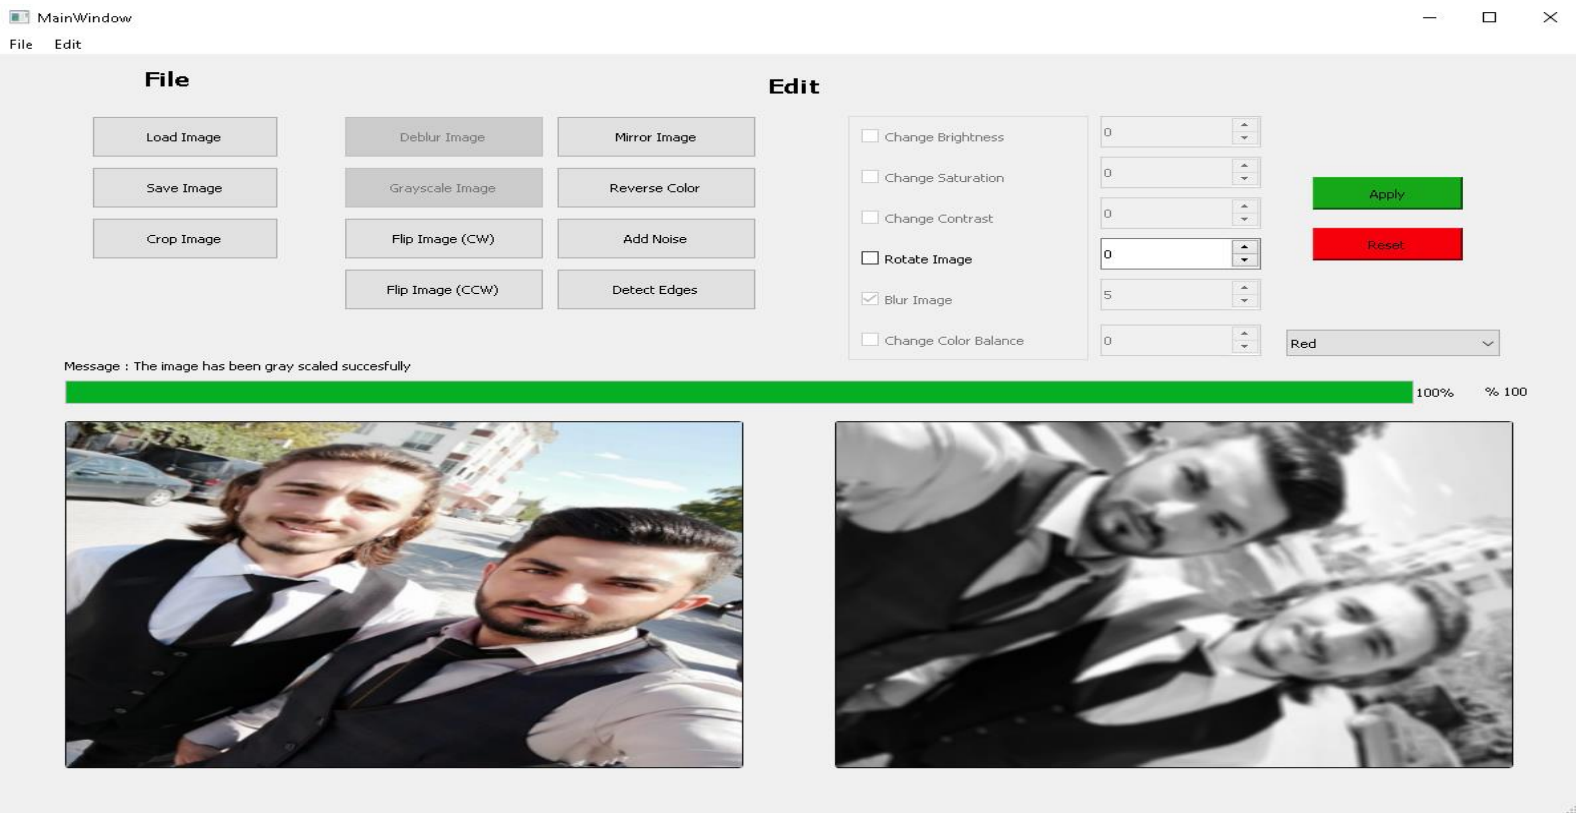 MainWindow
File Edit
File
Edit
Load Image
Save Image
Crop Image
Deblur Image
Grayscale Image
Flip Image (CW)
Flip Image (CCW)
Mirror Image
Reverse Color
Add Noise
Detect Edges
Change Brightness 0
Change Saturation 0
Change Contrast 0
Rotate Image 0
Blur Image 5
Change Color Balance 0
Red
Apply
Reset
Message : The image has been gray scaled succesfully
100% % 100